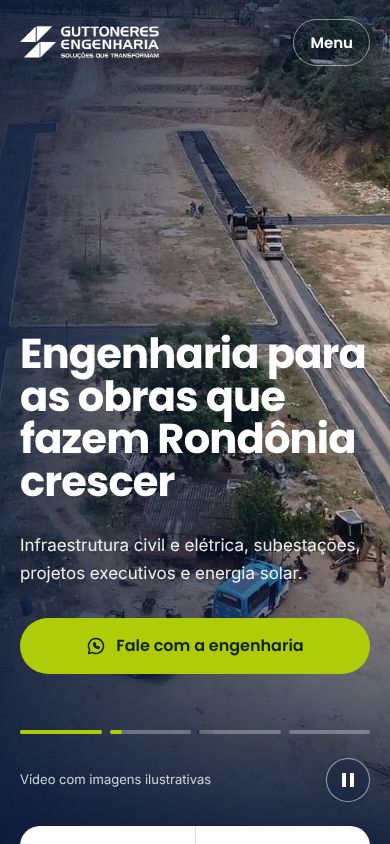 GUTTONERES
ENGENHARIA
SOLUÇÕES QUE TRANSFORMAM
Menu
Engenharia para
as obras que
fazem Rondônia
crescer
Infraestrutura civil e elétrica, subestações,
projetos executivos e energia solar.
Fale com a engenharia
Vídeo com imagens ilustrativas